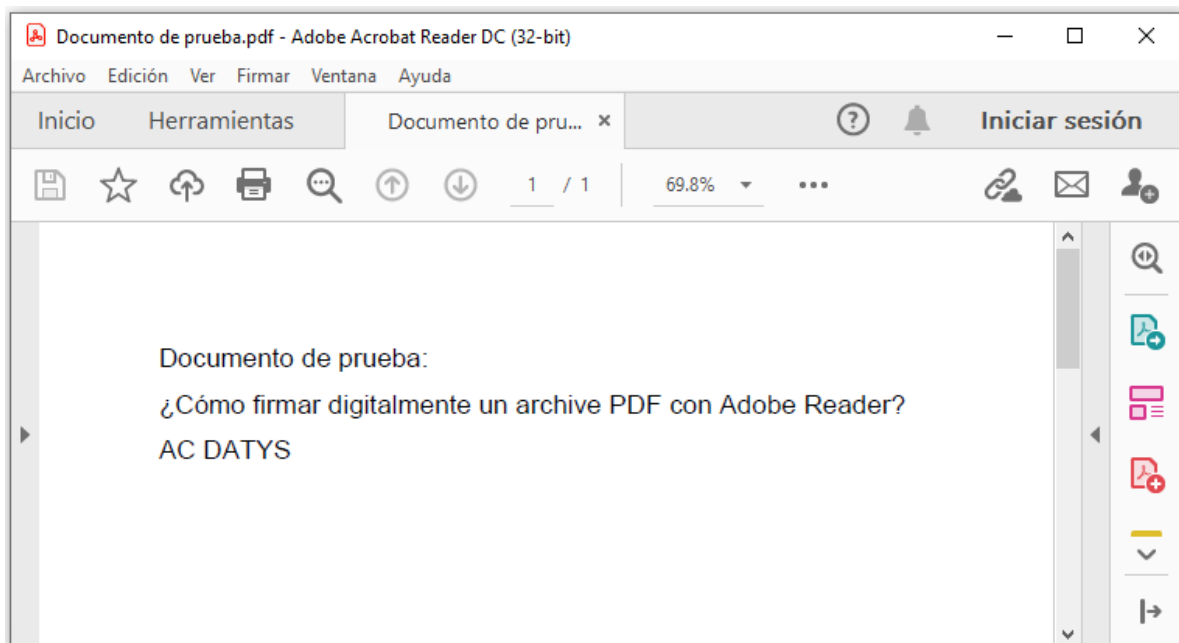 Documento de prueba.pdf - Adobe Acrobat Reader DC (32-bit)
Archivo Edición Ver Firmar Ventana Ayuda
Inicio Herramientas Documento de pru... × ? Iniciar sesión
1 / 1 69.8%
Documento de prueba:
¿Cómo firmar digitalmente un archive PDF con Adobe Reader?
AC DATYS